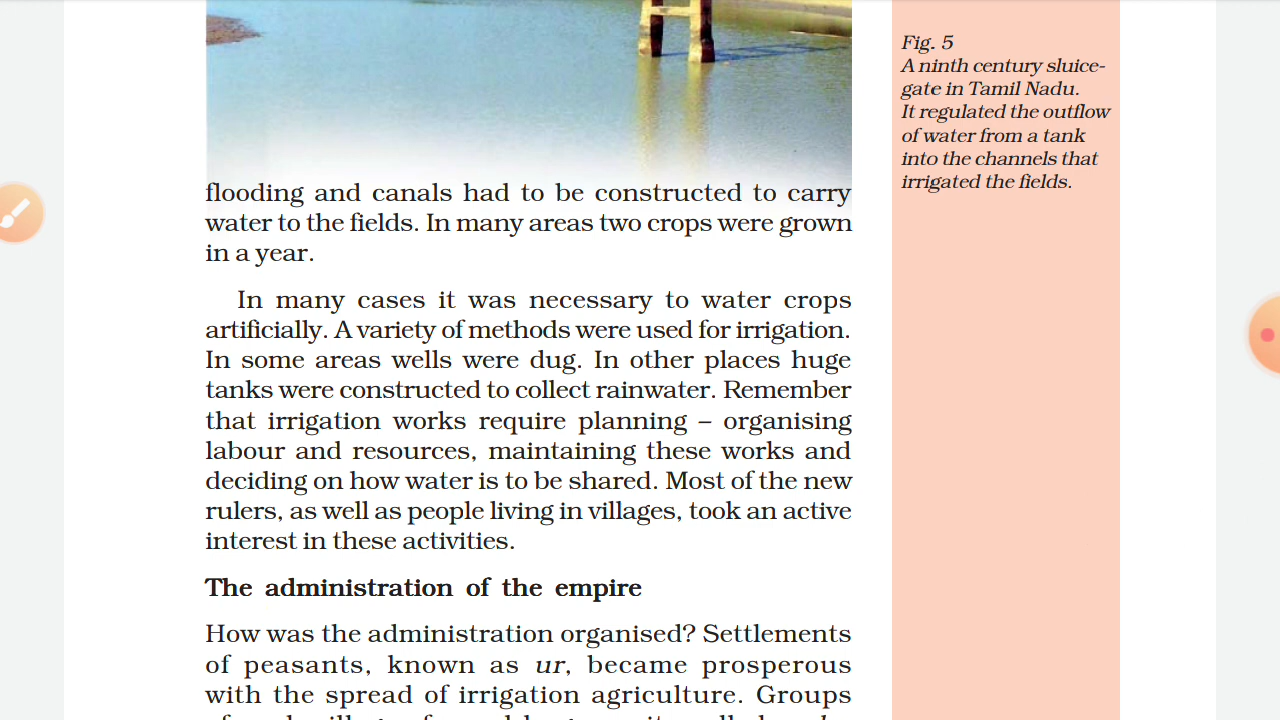 Fig. 5
A ninth century sluice-
gate in Tamil Nadu.
It regulated the outflow
of water from a tank
into the channels that
irrigated the fields.
flooding and canals had to be constructed to carry
water to the fields. In many areas two crops were grown
in a year.
In many cases it was necessary to water crops
artificially. A variety of methods were used for irrigation.
In some areas wells were dug. In other places huge
tanks were constructed to collect rainwater. Remember
that irrigation works require planning – organising
labour and resources, maintaining these works and
deciding on how water is to be shared. Most of the new
rulers, as well as people living in villages, took an active
interest in these activities.
The administration of the empire
How was the administration organised? Settlements
of peasants, known as ur, became prosperous
with the spread of irrigation agriculture. Groups